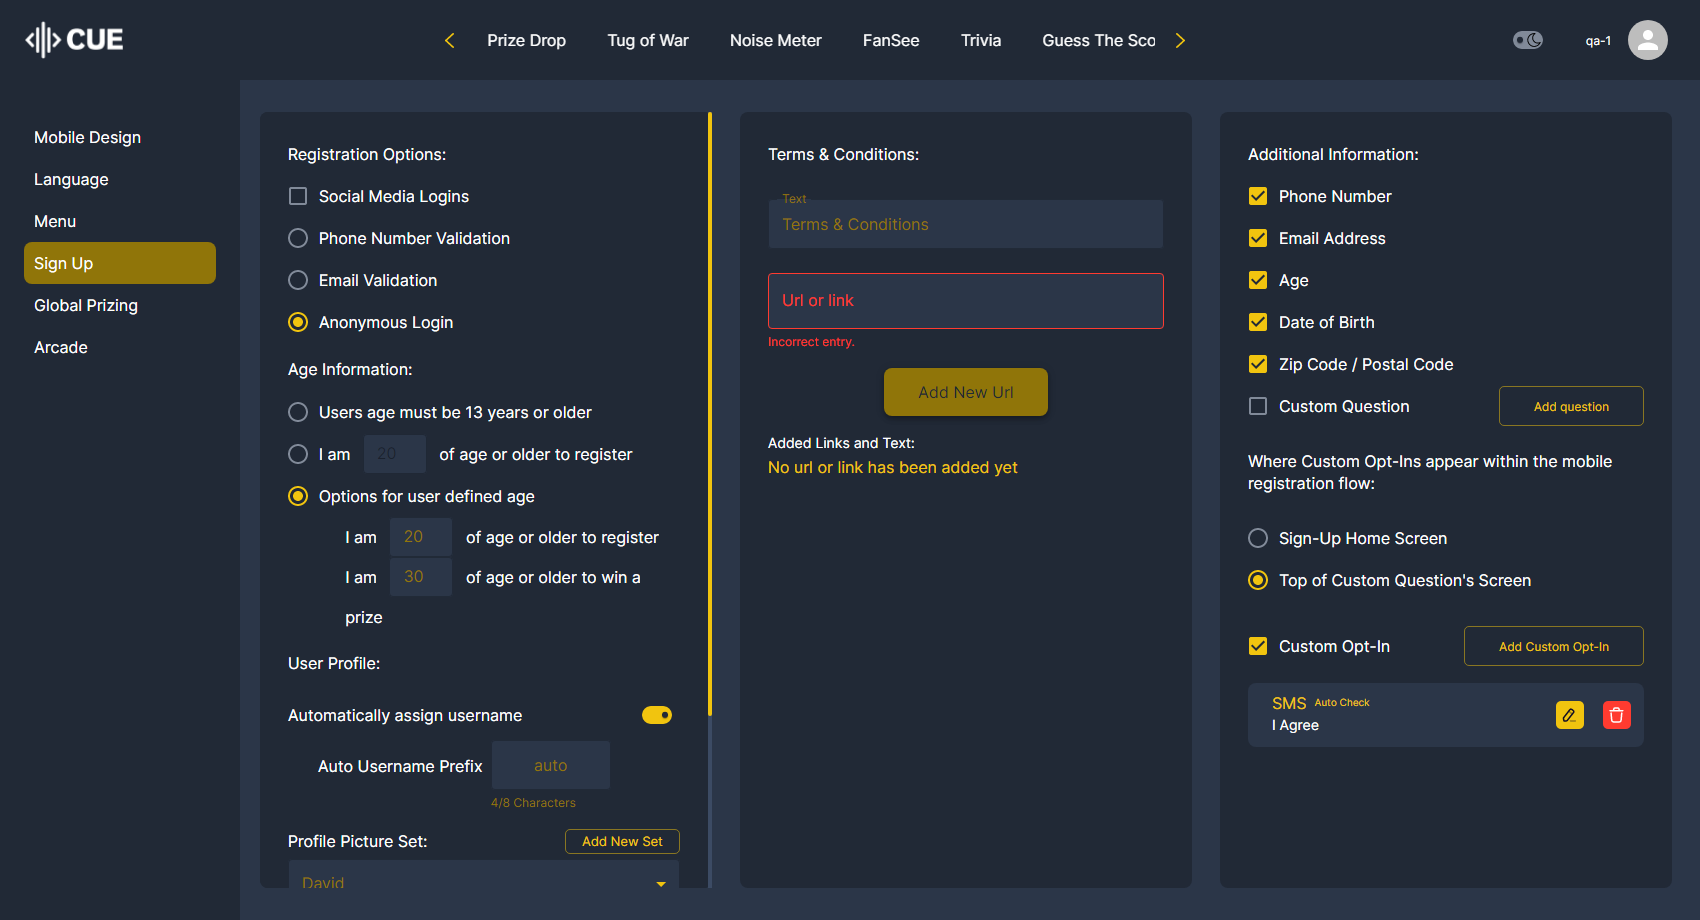 CUE
Prize Drop
Tug of War
Noise Meter
FanSee
Trivia
Guess The Sco
qa-1
Mobile Design
Language
Menu
Sign Up
Global Prizing
Arcade
Registration Options:
Social Media Logins
Phone Number Validation
Email Validation
Anonymous Login
Age Information:
Users age must be 13 years or older
I am 20 of age or older to register
Options for user defined age
I am 20 of age or older to register
I am 30 of age or older to win a
prize
User Profile:
Automatically assign username
Auto Username Prefix auto
4/8 Characters
Profile Picture Set:
Add New Set
David
Terms & Conditions:
Text
Terms & Conditions
Url or link
Incorrect entry.
Add New Url
Added Links and Text:
No url or link has been added yet
Additional Information:
Phone Number
Email Address
Age
Date of Birth
Zip Code / Postal Code
Custom Question
Add question
Where Custom Opt-Ins appear within the mobile
registration flow:
Sign-Up Home Screen
Top of Custom Question's Screen
Custom Opt-In
Add Custom Opt-In
SMS Auto Check
I Agree